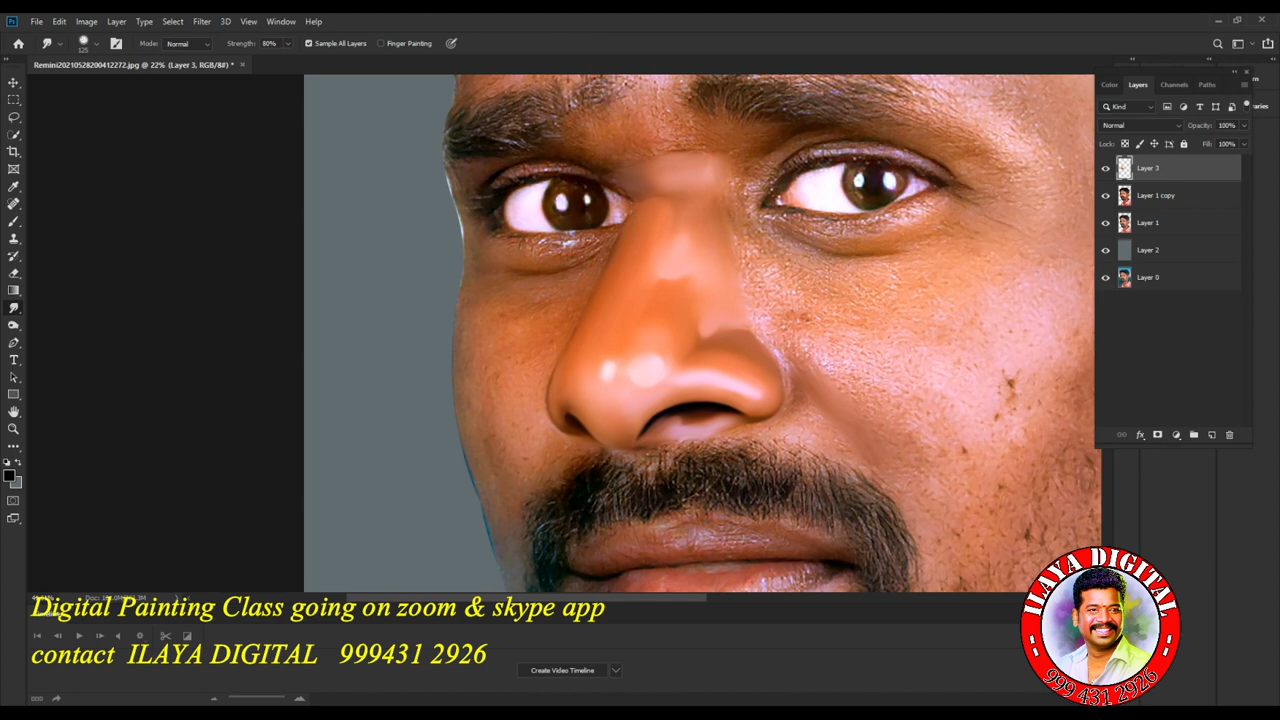 File Edit Image Layer Type Select Filter 3D View Window Help
125 Mode: Normal Strength: 80% Sample All Layers Finger Painting
Remini20210528200412272.jpg @ 22% (Layer 3, RGB/8#) *
Color Layers Channels Paths
Kind
Normal Opacity: 100%
Lock: Fill: 100%
Layer 3
Layer 1 copy
Layer 1
Layer 2
Layer 0
Digital Painting Class going on zoom & skype app
contact ILAYA DIGITAL 999431 2926
Create Video Timeline
ILAYA DIGITAL
999 431 2926